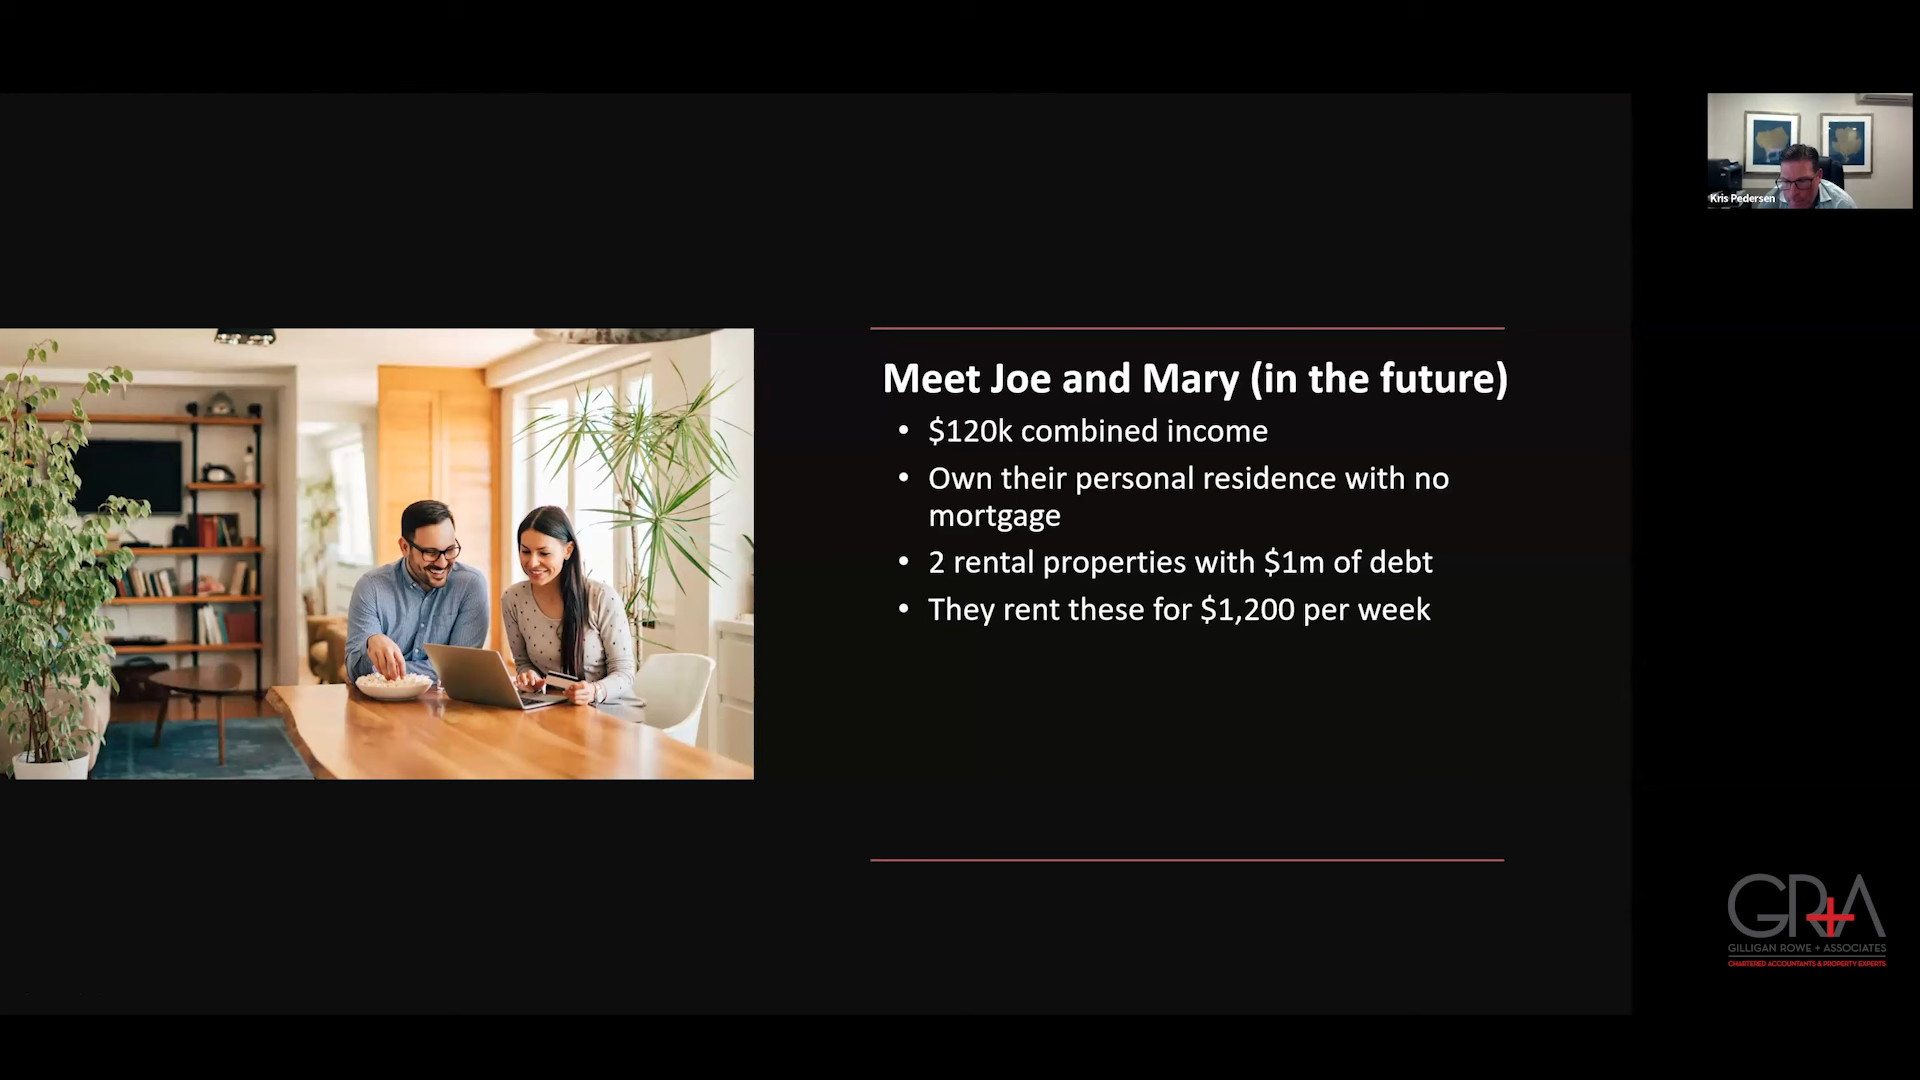 Kris Pedersen
Meet Joe and Mary (in the future)
• $120k combined income
• Own their personal residence with no
mortgage
• 2 rental properties with $1m of debt
• They rent these for $1,200 per week
GR+A
GILLIGAN ROWE + ASSOCIATES
CHARTERED ACCOUNTANTS & PROPERTY EXPERTS